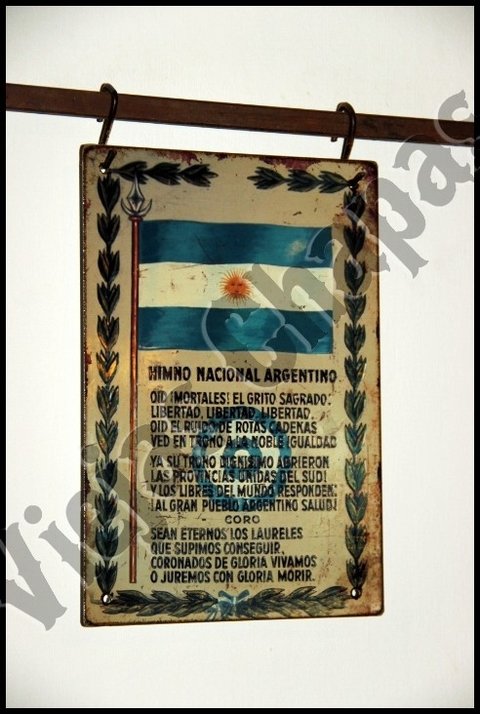 HIMNO NACIONAL ARGENTINO
OID ¡MORTALES! EL GRITO SAGRADO:
LIBERTAD, LIBERTAD, LIBERTAD.
OID EL RUIDO DE ROTAS CADENAS
VED EN TRONO A LA NOBLE IGUALDAD
YA SU TRONO DIGNISIMO ABRIERON
LAS PROVINCIAS UNIDAS DEL SUD!
Y LOS LIBRES DEL MUNDO RESPONDEN:
¡AL GRAN PUEBLO ARGENTINO SALUD!
CORO
SEAN ETERNOS LOS LAURELES
QUE SUPIMOS CONSEGUIR,
CORONADOS DE GLORIA VIVAMOS
O JUREMOS CON GLORIA MORIR.
Viejas Chapas